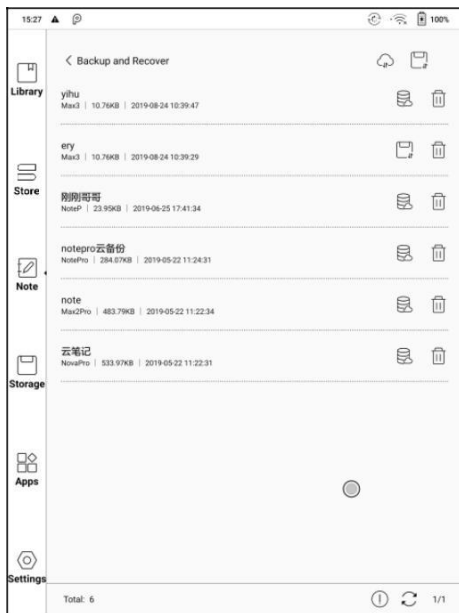 15:27
100%
Backup and Recover
Library
yihu
Max3 | 10.76KB | 2019-08-24 10:39:47
ery
Max3 | 10.76KB | 2019-08-24 10:39:29
Store
刚刚哥哥
NoteP | 23.95KB | 2019-06-25 17:41:34
notepro云备份
NotePro | 284.07KB | 2019-05-22 11:24:31
Note
note
Max2Pro | 483.79KB | 2019-05-22 11:22:34
云笔记
NovaPro | 533.97KB | 2019-05-22 11:22:31
Storage
Apps
Settings
Total: 6
1/1